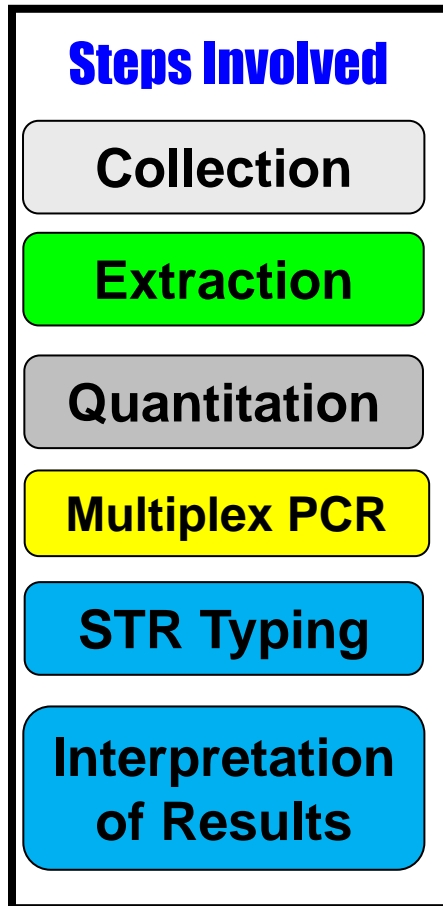 Steps Involved
Collection
Extraction
Quantitation
Multiplex PCR
STR Typing
Interpretation
of Results